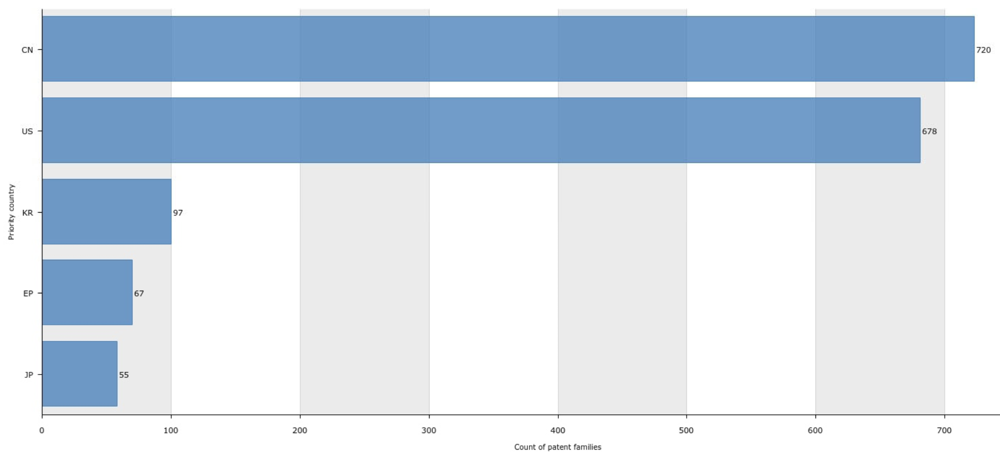 Priority country
CN
720
US
678
KR
97
EP
67
JP
55
0 100 200 300 400 500 600 700
Count of patent families